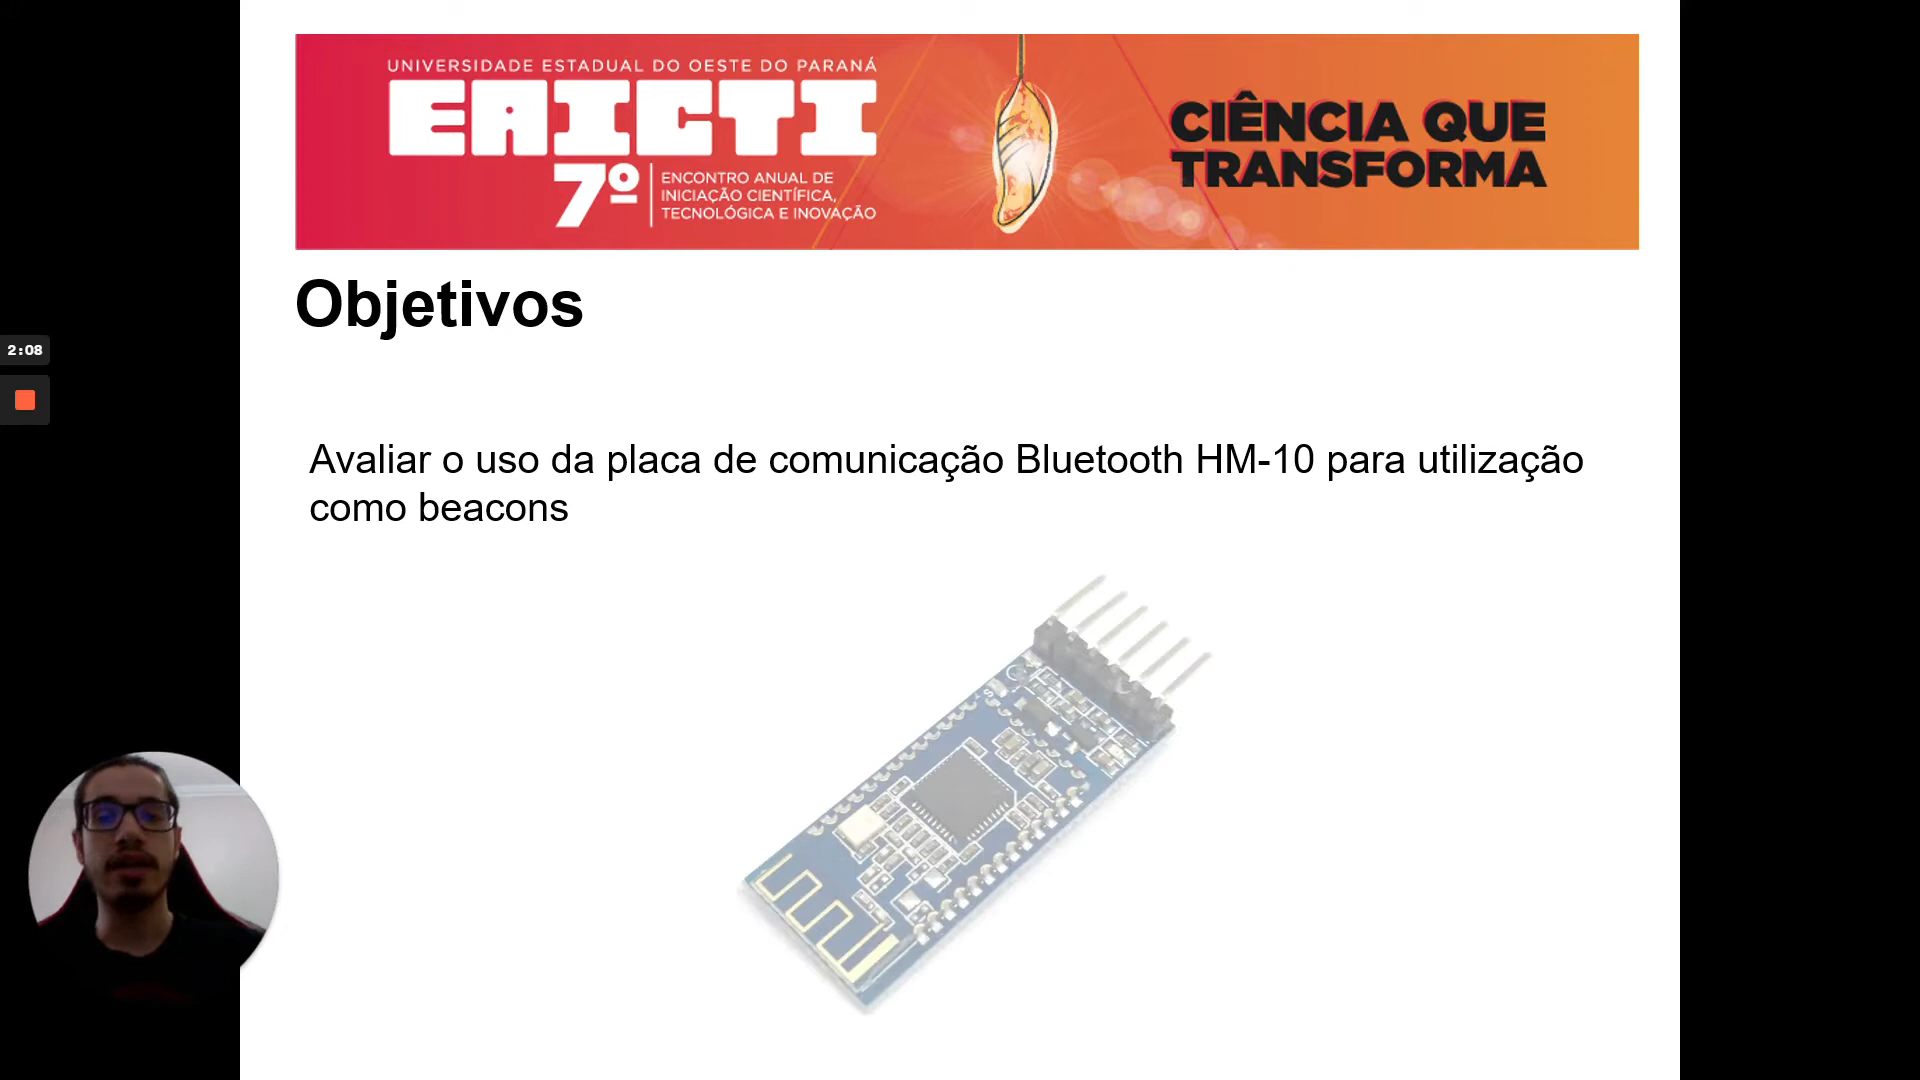 UNIVERSIDADE ESTADUAL DO OESTE DO PARANÁ
EAICTI
7º
ENCONTRO ANUAL DE
INICIAÇÃO CIENTÍFICA,
TECNOLÓGICA E INOVAÇÃO
CIÊNCIA QUE
TRANSFORMA
Objetivos
2:08
Avaliar o uso da placa de comunicação Bluetooth HM-10 para utilização
como beacons